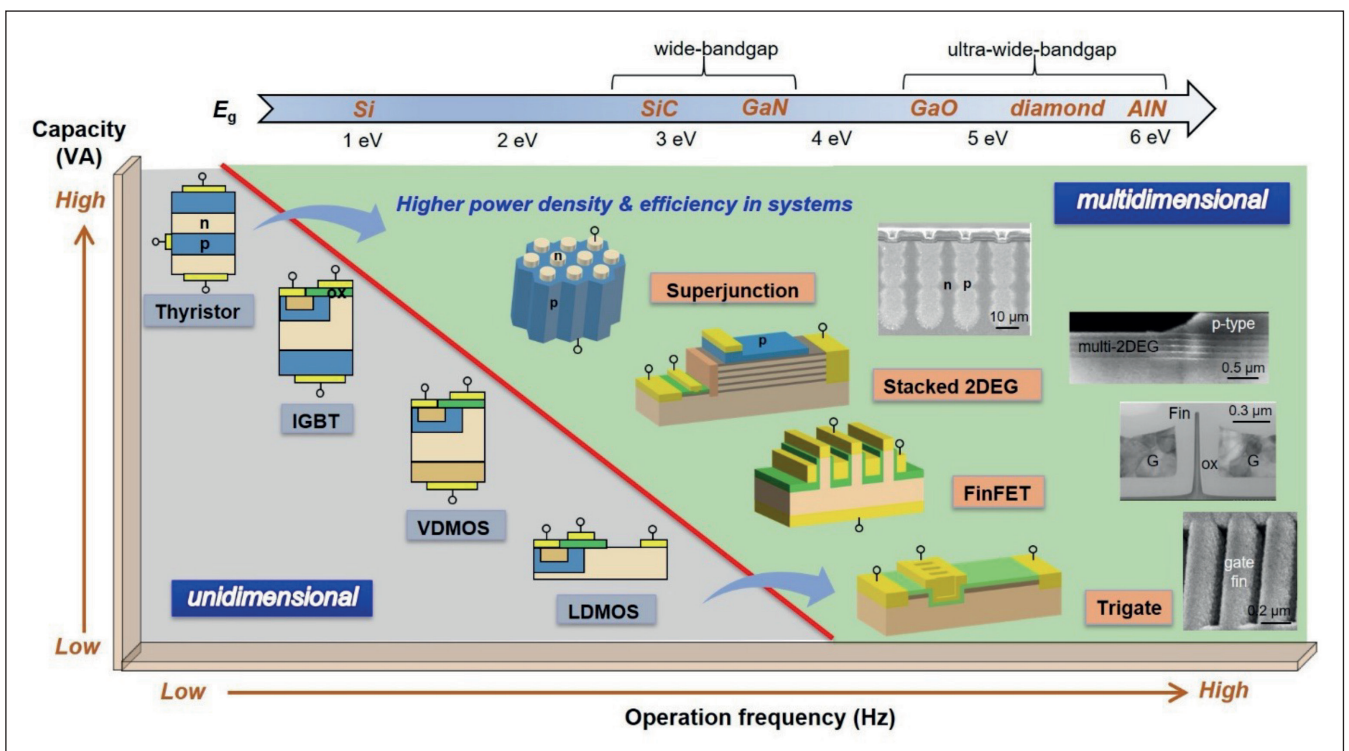 wide-bandgap
ultra-wide-bandgap
Eg
Si
SiC
GaN
GaO
diamond
AlN
1 eV
2 eV
3 eV
4 eV
5 eV
6 eV
Capacity
(VA)
High
Low
Higher power density & efficiency in systems
multidimensional
n
p
Thyristor
ox
IGBT
VDMOS
LDMOS
unidimensional
n
p
Superjunction
n p
10 µm
p
Stacked 2DEG
p-type
multi-2DEG
0.5 µm
FinFET
Fin
0.3 µm
G
ox
G
Trigate
gate
fin
0.2 µm
Low
High
Operation frequency (Hz)